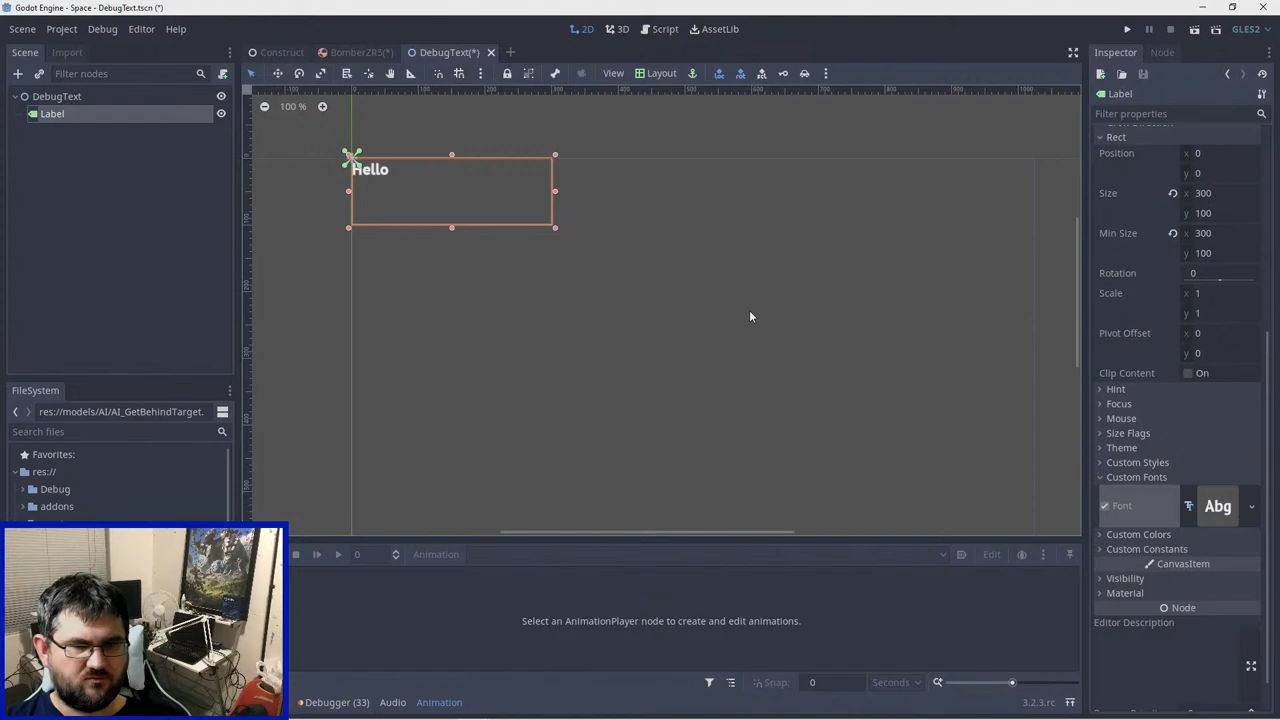 Godot Engine - Space - DebugText.tscn (*)
Scene Project Debug Editor Help
2D 3D Script AssetLib
GLES2
Scene Import
Construct BomberZR5(*) DebugText(*)
Inspector Node
Filter nodes
View Layout
DebugText
Label
100 %
Hello
Label
Filter properties
Rect
Position x 0
y 0
Size x 300
y 100
Min Size x 300
y 100
Rotation 0
Scale x 1
y 1
Pivot Offset x 0
y 0
Clip Content On
Hint
Focus
Mouse
Size Flags
Theme
Custom Styles
Custom Fonts
Font Abg
Custom Colors
Custom Constants
CanvasItem
Visibility
Material
Node
Editor Description
FileSystem
res://models/AI/AI_GetBehindTarget.
Search files
Favorites:
res://
Debug
addons
0 Animation Edit
Select an AnimationPlayer node to create and edit animations.
Snap: 0 Seconds
Debugger (33) Audio Animation 3.2.3.rc